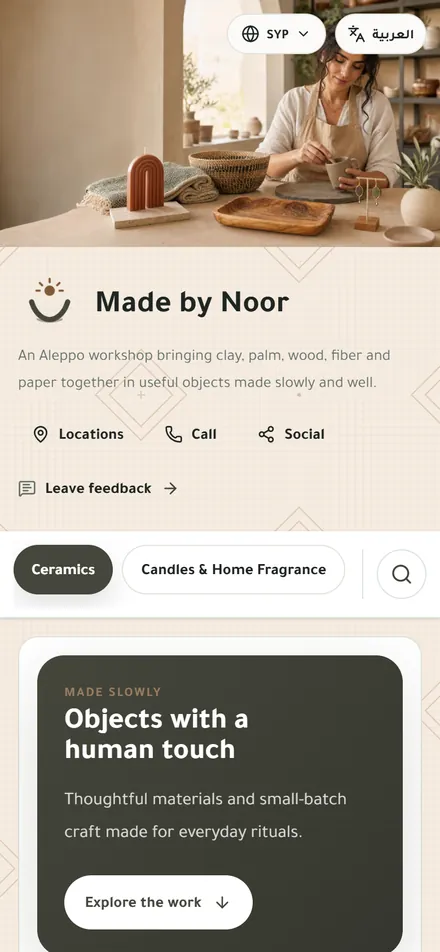 SYP
العربية
Made by Noor
An Aleppo workshop bringing clay, palm, wood, fiber and
paper together in useful objects made slowly and well.
Locations
Call
Social
Leave feedback
Ceramics
Candles & Home Fragrance
MADE SLOWLY
Objects with a
human touch
Thoughtful materials and small-batch
craft made for everyday rituals.
Explore the work